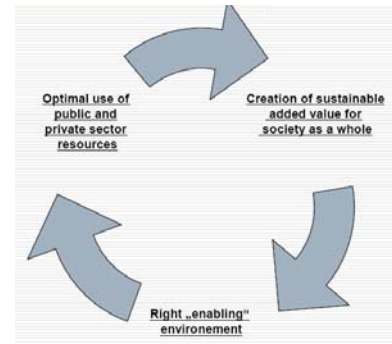 Optimal use of
public and
private sector
resources
Creation of sustainable
added value for
society as a whole
Right „enabling“
environement